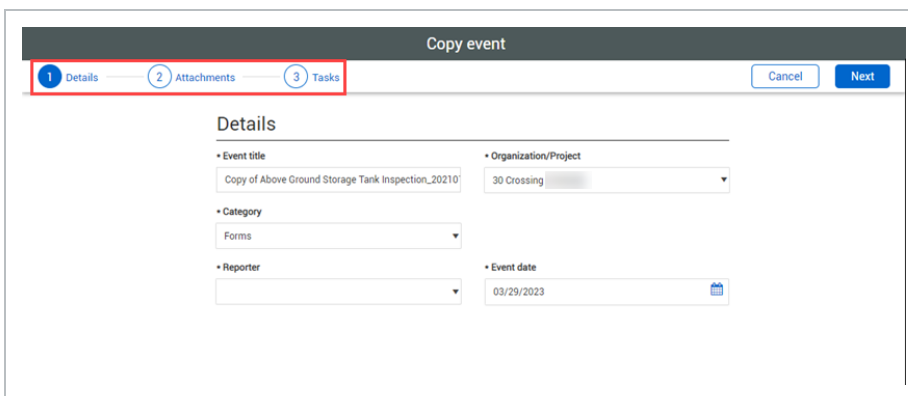 Copy event
1 Details 2 Attachments 3 Tasks Cancel Next
Details
• Event title • Organization/Project
Copy of Above Ground Storage Tank Inspection_20210 30 Crossing
• Category
Forms
• Reporter • Event date
03/29/2023